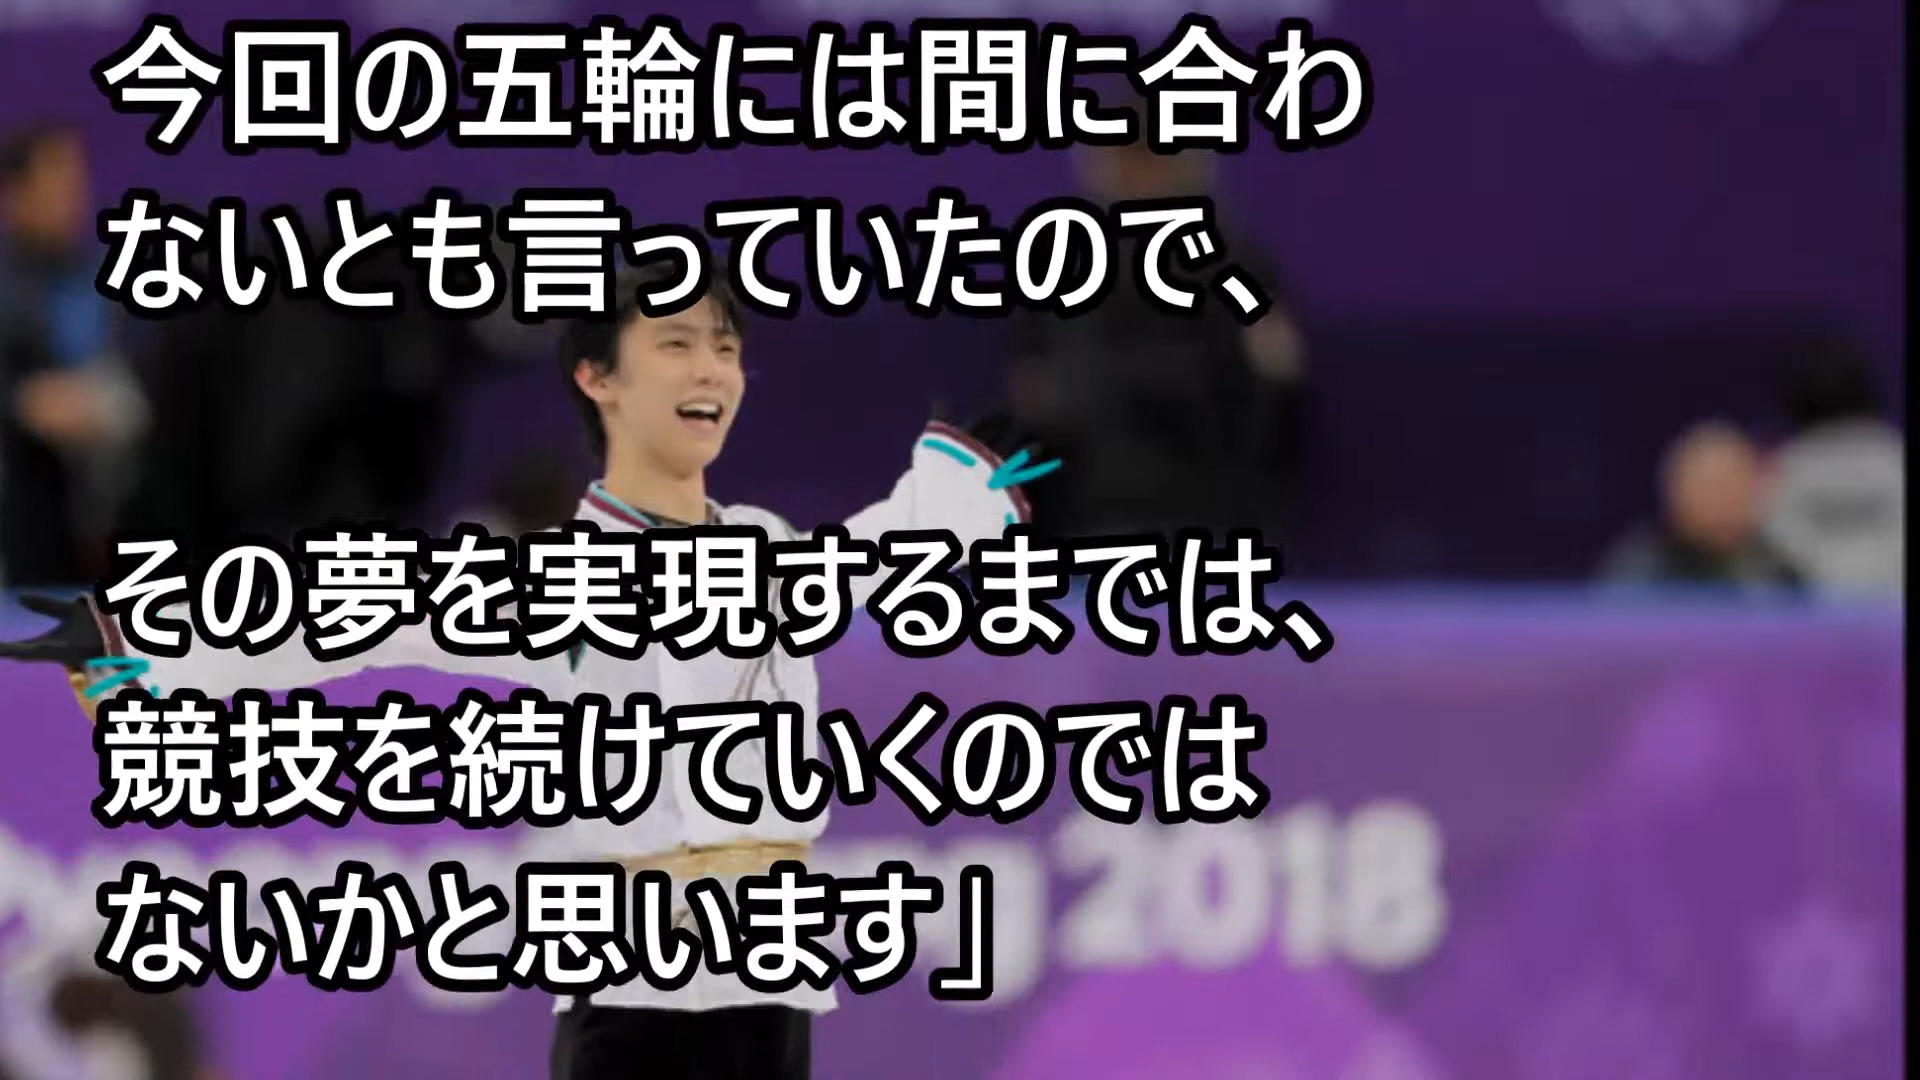 今回の五輪には間に合わ
ないとも言っていたので、
その夢を実現するまでは、
競技を続けていくのでは
ないかと思います」
2018